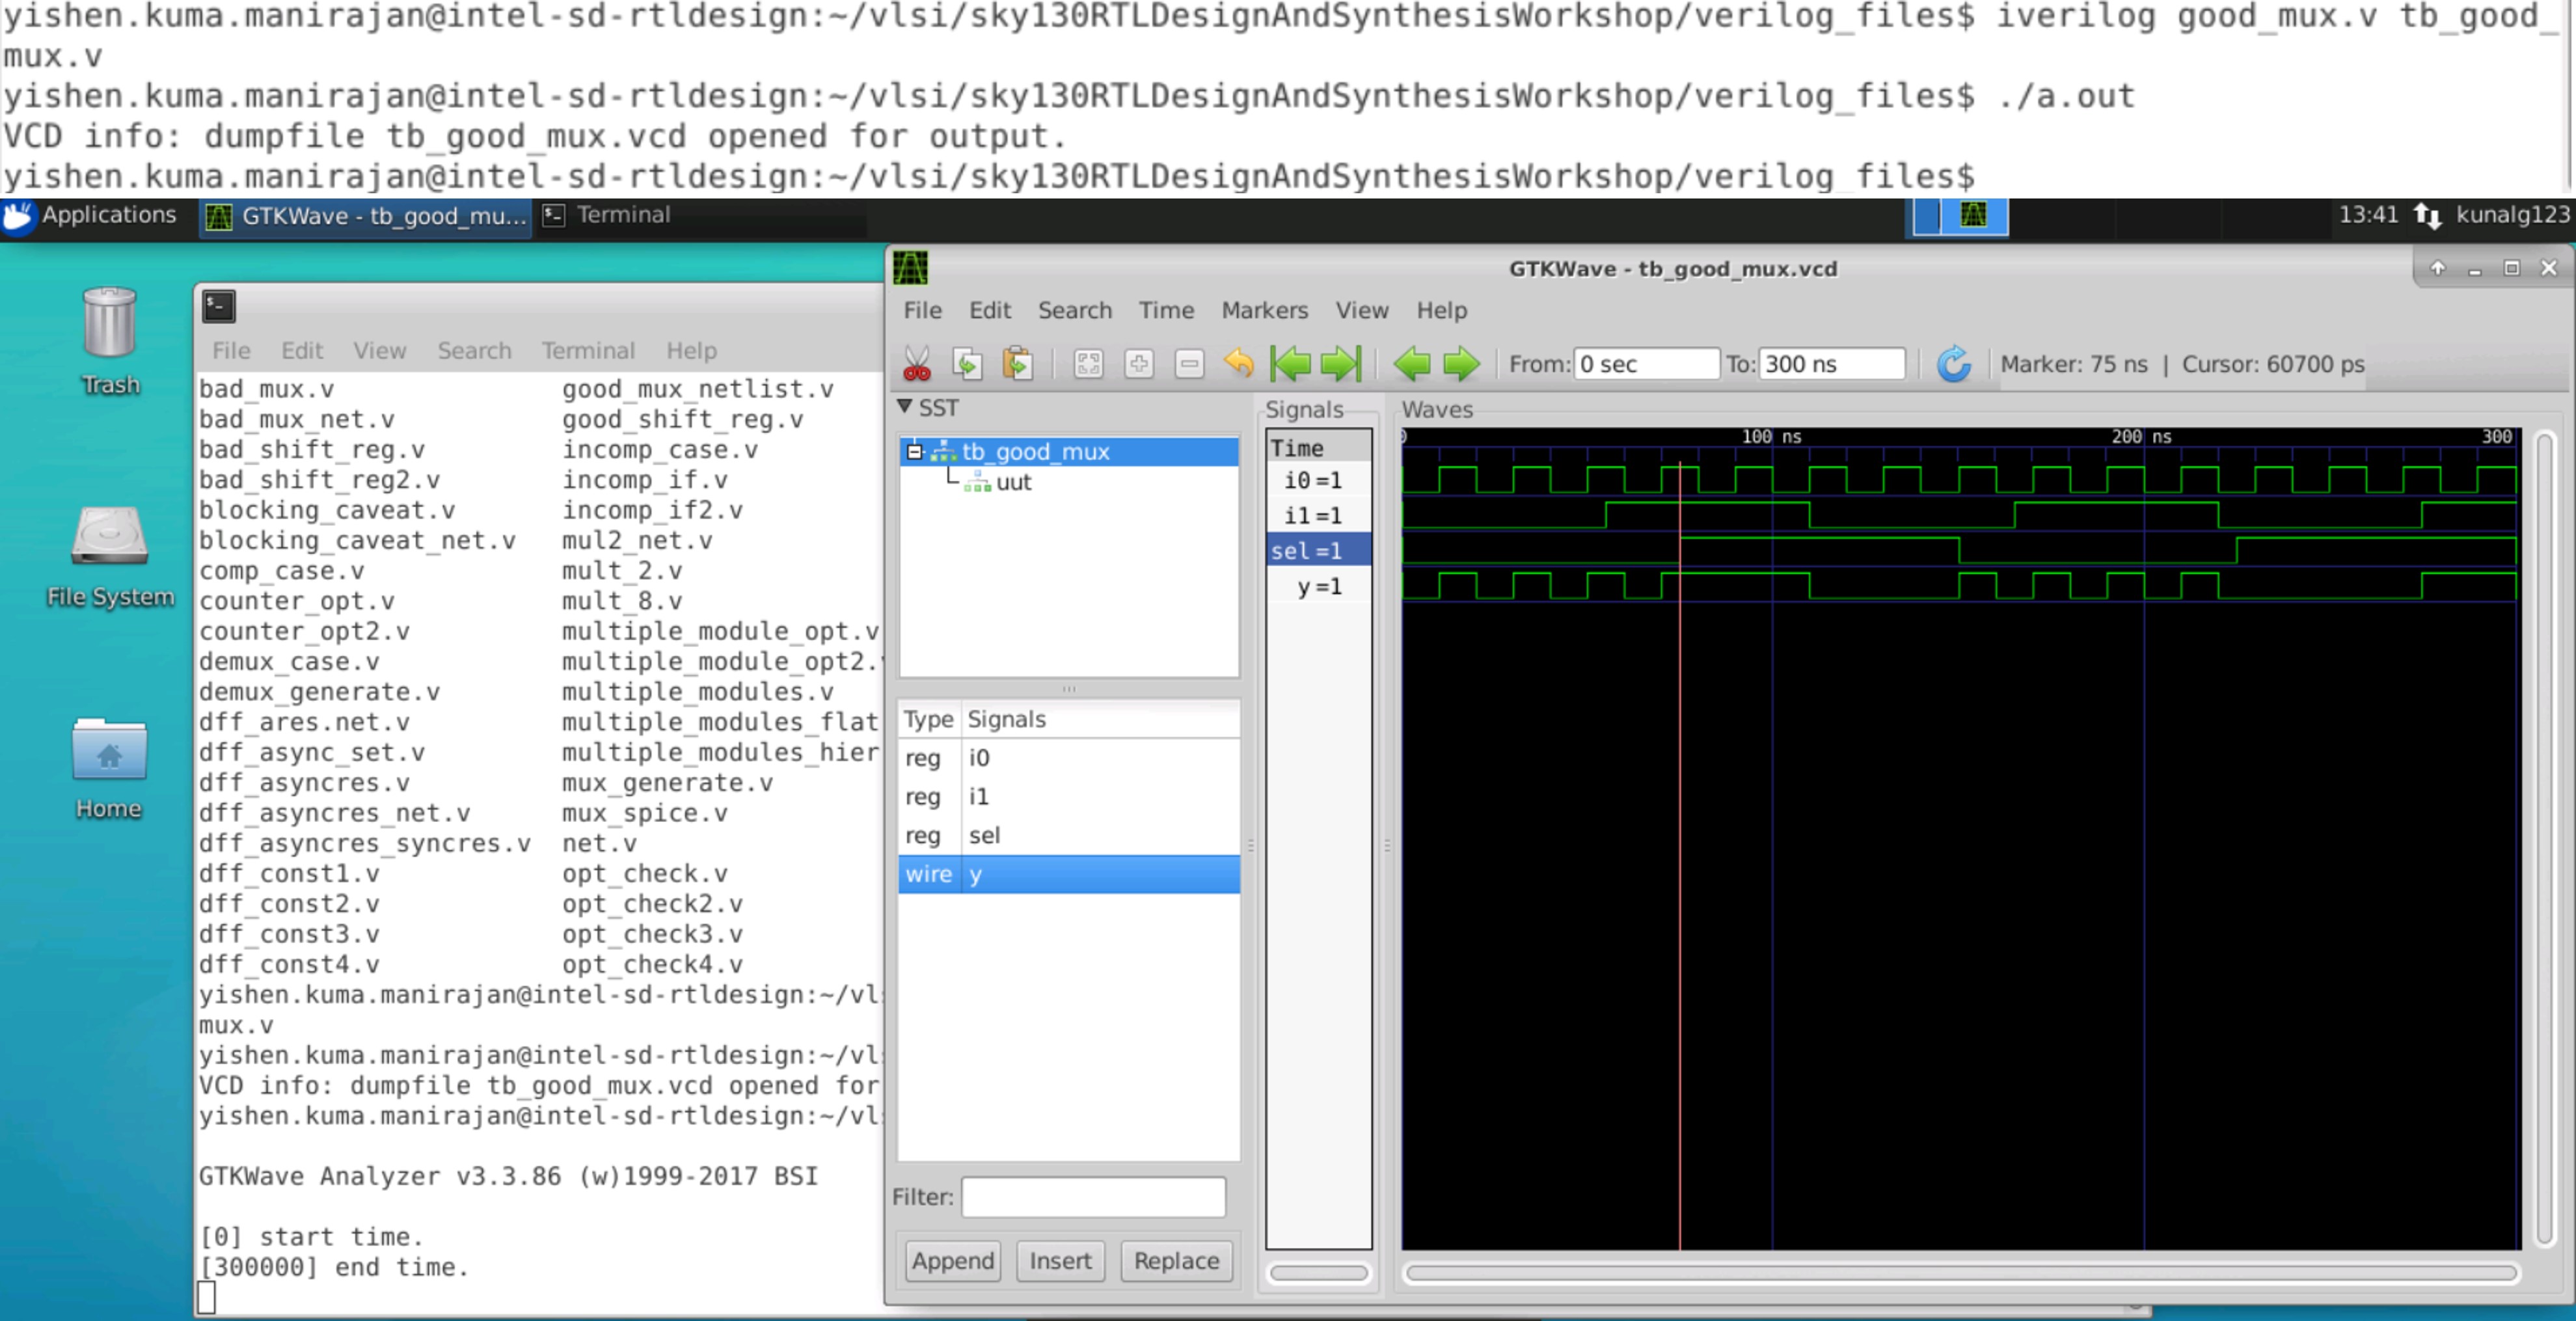 yishen.kuma.manirajan@intel-sd-rtldesign:~/vlsi/sky130RTLDesignAndSynthesisWorkshop/verilog_files$ iverilog good_mux.v tb_good_
mux.v
yishen.kuma.manirajan@intel-sd-rtldesign:~/vlsi/sky130RTLDesignAndSynthesisWorkshop/verilog_files$ ./a.out
VCD info: dumpfile tb_good_mux.vcd opened for output.
yishen.kuma.manirajan@intel-sd-rtldesign:~/vlsi/sky130RTLDesignAndSynthesisWorkshop/verilog_files$
Applications GTKWave - tb_good_mu... Terminal 13:41 kunalg123
Trash
File System
Home
File Edit View Search Terminal Help
bad_mux.v good_mux_netlist.v
bad_mux_net.v good_shift_reg.v
bad_shift_reg.v incomp_case.v
bad_shift_reg2.v incomp_if.v
blocking_caveat.v incomp_if2.v
blocking_caveat_net.v mul2_net.v
comp_case.v mult_2.v
counter_opt.v mult_8.v
counter_opt2.v multiple_module_opt.v
demux_case.v multiple_module_opt2.
demux_generate.v multiple_modules.v
dff_ares.net.v multiple_modules_flat
dff_async_set.v multiple_modules_hier
dff_asyncres.v mux_generate.v
dff_asyncres_net.v mux_spice.v
dff_asyncres_syncres.v net.v
dff_const1.v opt_check.v
dff_const2.v opt_check2.v
dff_const3.v opt_check3.v
dff_const4.v opt_check4.v
yishen.kuma.manirajan@intel-sd-rtldesign:~/vl
mux.v
yishen.kuma.manirajan@intel-sd-rtldesign:~/vl
VCD info: dumpfile tb_good_mux.vcd opened for
yishen.kuma.manirajan@intel-sd-rtldesign:~/vl
GTKWave Analyzer v3.3.86 (w)1999-2017 BSI
[0] start time.
[300000] end time.
GTKWave - tb_good_mux.vcd
File Edit Search Time Markers View Help
From: 0 sec To: 300 ns Marker: 75 ns | Cursor: 60700 ps
SST
tb_good_mux
uut
Type Signals
reg i0
reg i1
reg sel
wire y
Filter:
Append Insert Replace
Signals
Time
i0 =1
i1 =1
sel =1
y =1
Waves
0 100 ns 200 ns 300